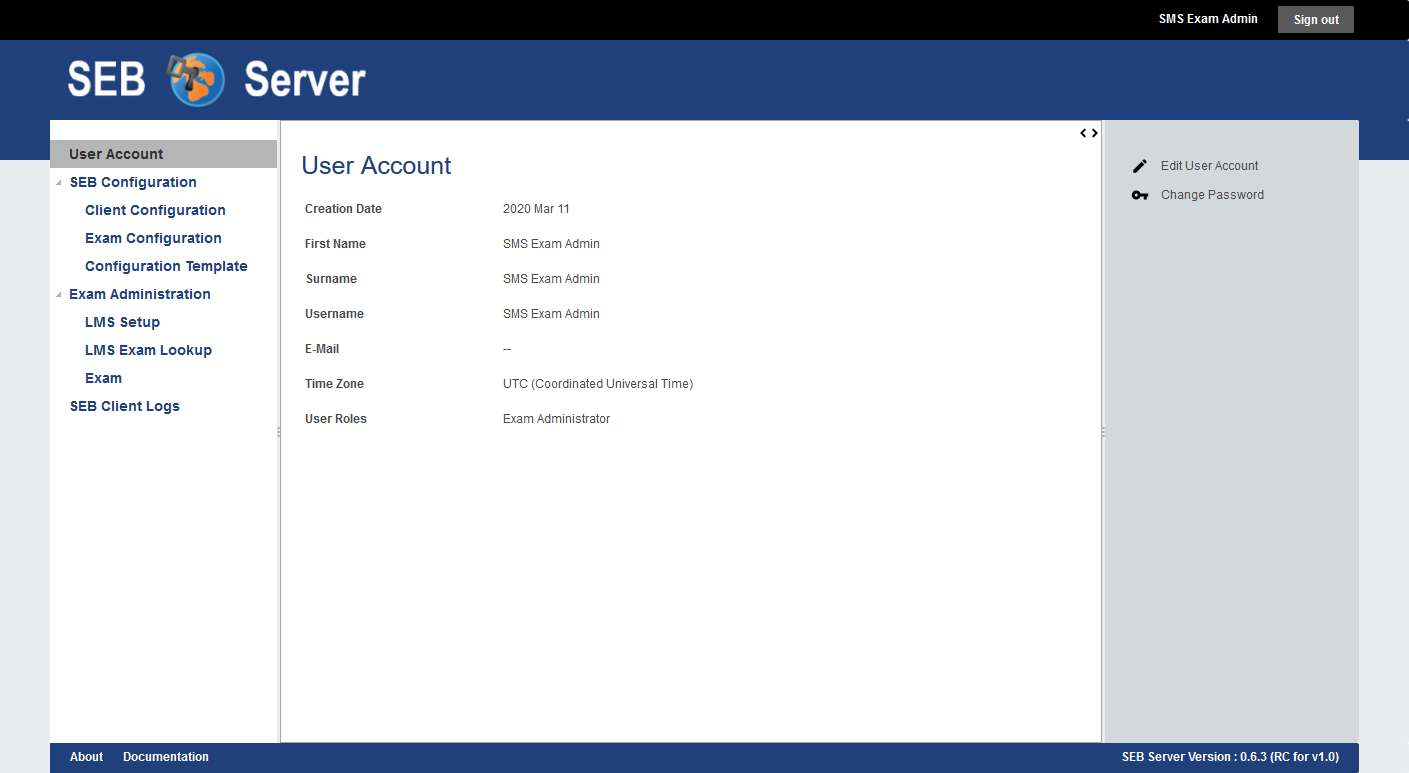 SMS Exam Admin Sign out
SEB Server
User Account
SEB Configuration
Client Configuration
Exam Configuration
Configuration Template
Exam Administration
LMS Setup
LMS Exam Lookup
Exam
SEB Client Logs
User Account
Creation Date 2020 Mar 11
First Name SMS Exam Admin
Surname SMS Exam Admin
Username SMS Exam Admin
E-Mail --
Time Zone UTC (Coordinated Universal Time)
User Roles Exam Administrator
Edit User Account
Change Password
About Documentation SEB Server Version : 0.6.3 (RC for v1.0)